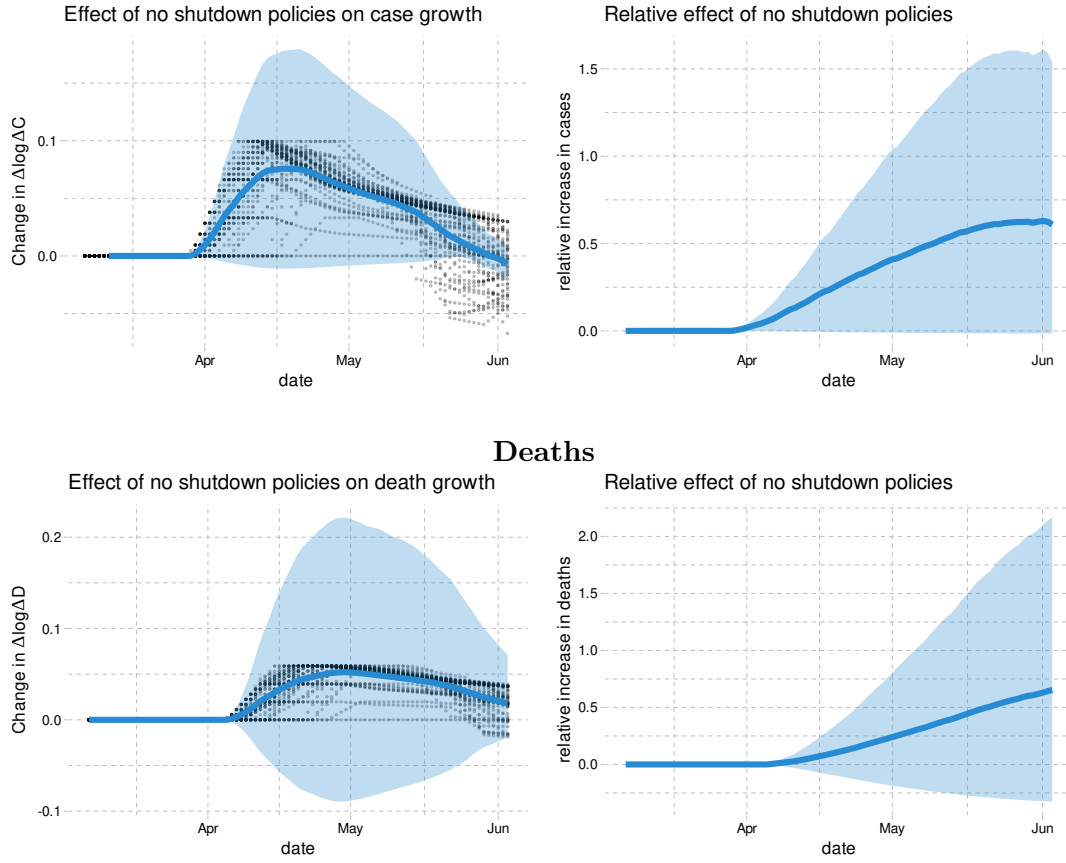 Effect of no shutdown policies on case growth
Change in ΔlogΔC
0.1
0.0
Apr
May
Jun
date
Relative effect of no shutdown policies
relative increase in cases
1.5
1.0
0.5
0.0
Apr
May
Jun
date
Deaths
Effect of no shutdown policies on death growth
Change in ΔlogΔD
0.2
0.1
0.0
-0.1
Apr
May
Jun
date
Relative effect of no shutdown policies
relative increase in deaths
2.0
1.5
1.0
0.5
0.0
Apr
May
Jun
date